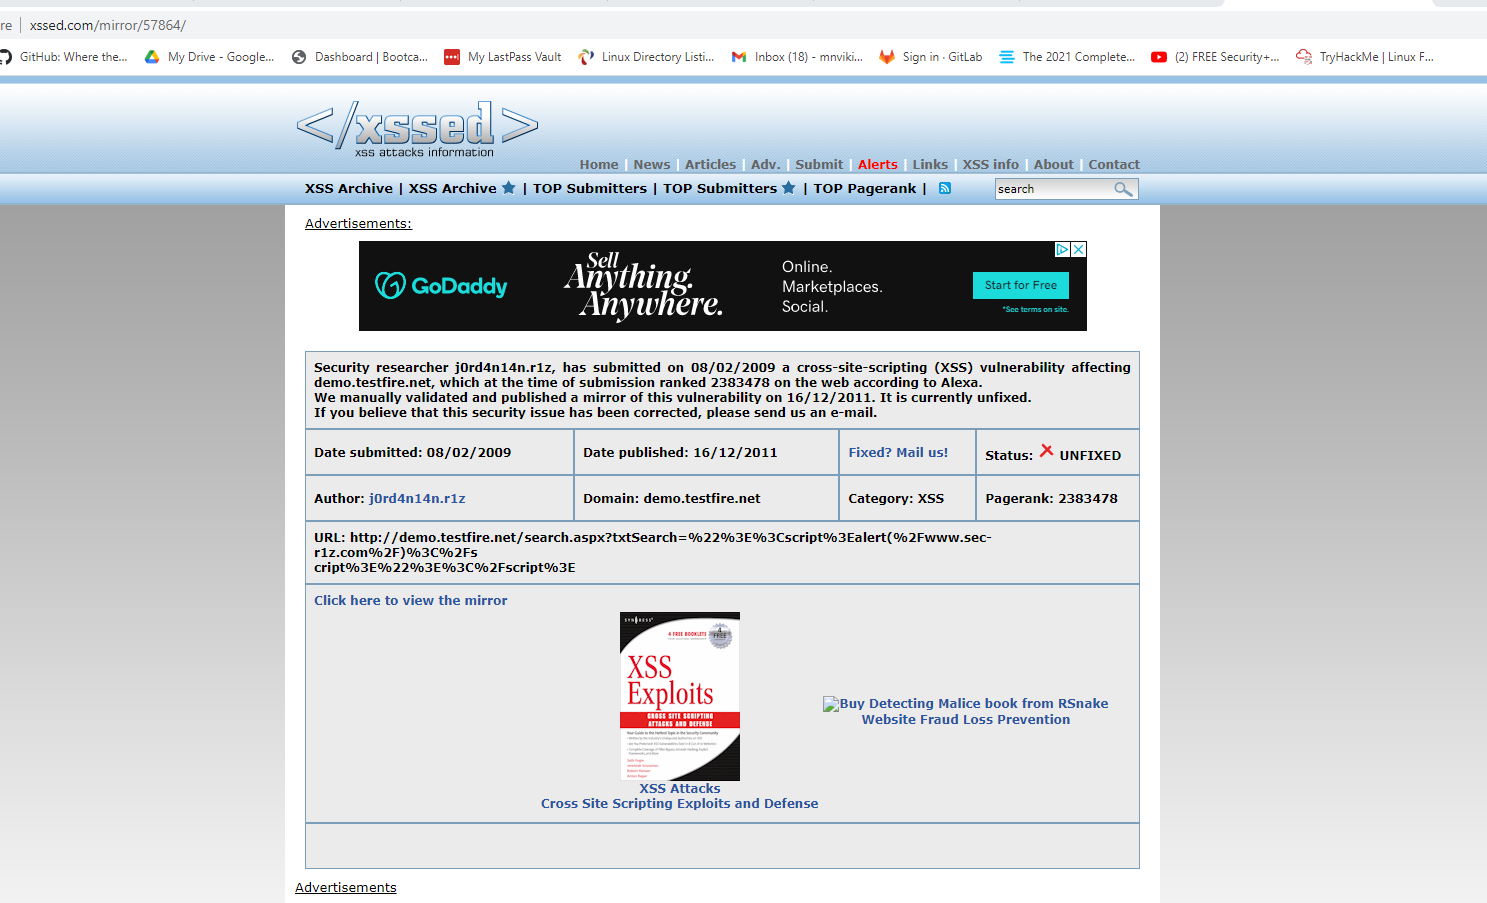 re
xssed.com/mirror/57864/
GitHub: Where the...
My Drive - Google...
Dashboard | Bootca...
My LastPass Vault
Linux Directory Listi...
Inbox (18) - mnviki...
Sign in · GitLab
The 2021 Complete...
(2) FREE Security+...
TryHackMe | Linux F...
</xssed>
xss attacks information
Home | News | Articles | Adv. | Submit | Alerts | Links | XSS info | About | Contact
XSS Archive | XSS Archive | TOP Submitters | TOP Submitters | TOP Pagerank |
search
Advertisements:
GoDaddy
Sell
Anything.
Anywhere.
Online.
Marketplaces.
Social.
Start for Free
*See terms on site.
Security researcher j0rd4n14n.r1z, has submitted on 08/02/2009 a cross-site-scripting (XSS) vulnerability affecting
demo.testfire.net, which at the time of submission ranked 2383478 on the web according to Alexa.
We manually validated and published a mirror of this vulnerability on 16/12/2011. It is currently unfixed.
If you believe that this security issue has been corrected, please send us an e-mail.
Date submitted: 08/02/2009
Date published: 16/12/2011
Fixed? Mail us!
Status: UNFIXED
Author: j0rd4n14n.r1z
Domain: demo.testfire.net
Category: XSS
Pagerank: 2383478
URL: http://demo.testfire.net/search.aspx?txtSearch=%22%3E%3Cscript%3Ealert(%2Fwww.sec-
r1z.com%2F)%3C%2Fs
cript%3E%22%3E%3C%2Fscript%3E
Click here to view the mirror
SYNGRESS
4 FREE BOOKLETS
4
FREE
XSS
Exploits
CROSS SITE SCRIPTING
ATTACKS AND DEFENSE
XSS Attacks
Cross Site Scripting Exploits and Defense
Buy Detecting Malice book from RSnake
Website Fraud Loss Prevention
Advertisements